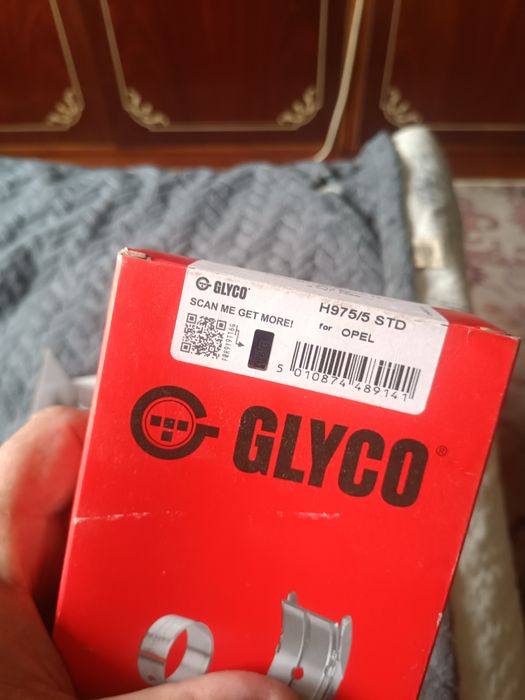 GLYCO®
H975/5 STD
SCAN ME GET MORE!
for OPEL
5 010874 489141
GLYCO®